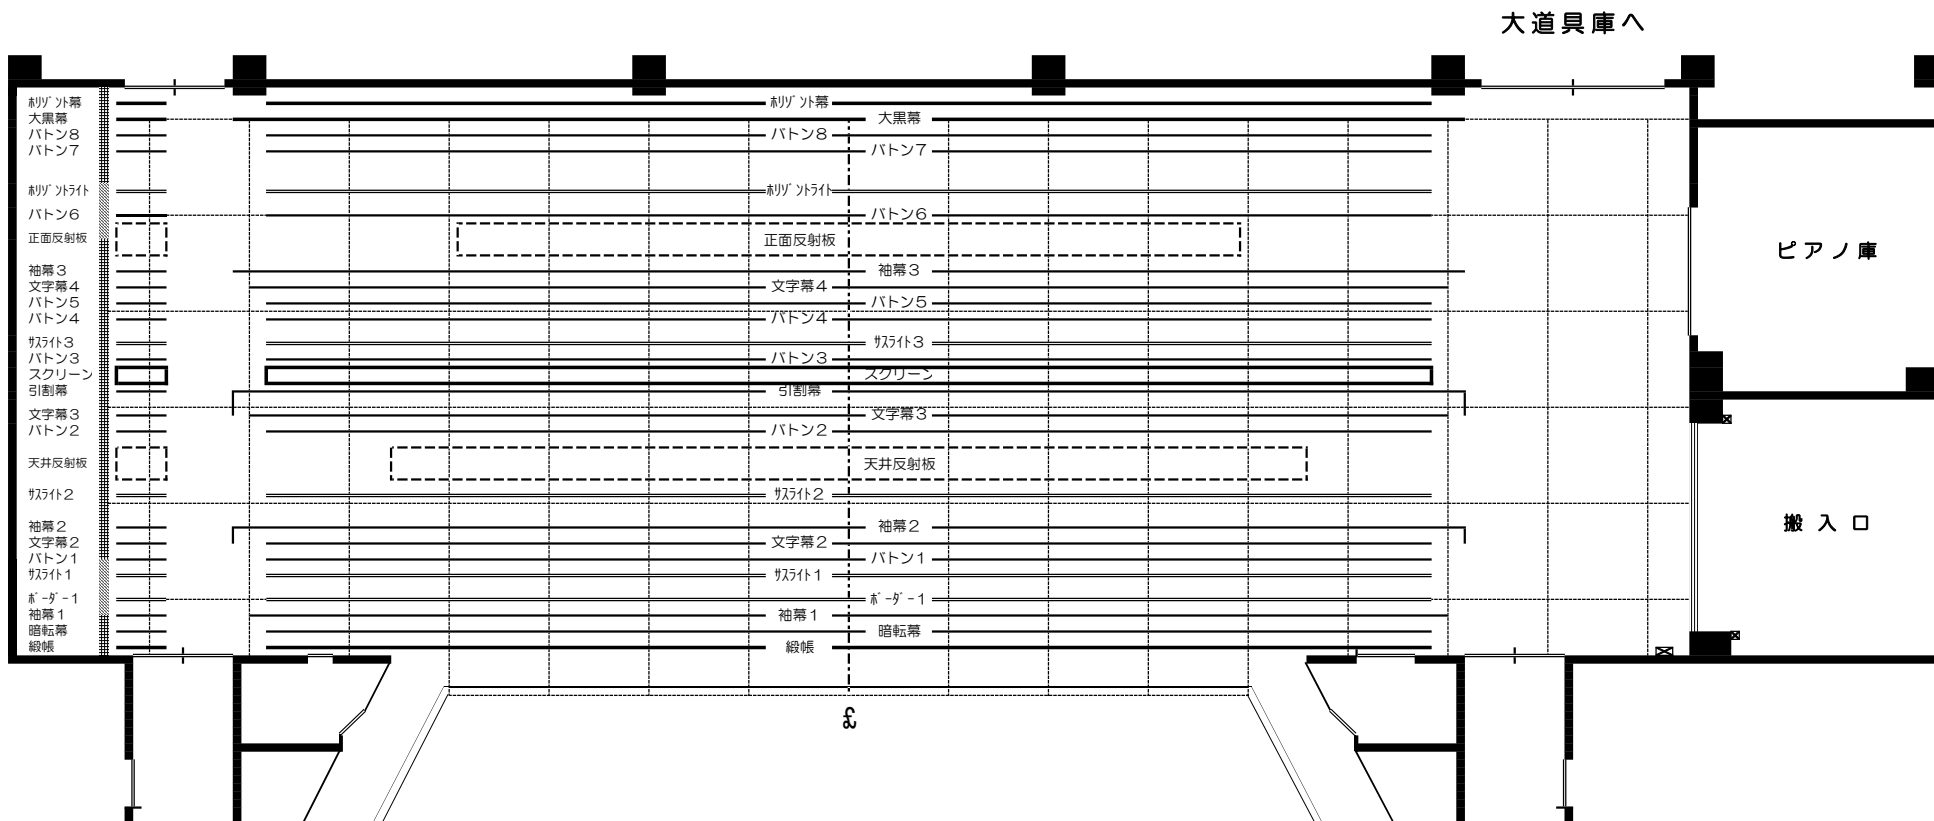 大道具庫へ
ﾎﾘｿﾞﾝﾄ幕 ﾎﾘｿﾞﾝﾄ幕
大黒幕 大黒幕
バトン８ バトン８
バトン７ バトン７
ﾎﾘｿﾞﾝﾄﾗｲﾄ ﾎﾘｿﾞﾝﾄﾗｲﾄ
バトン６ バトン６
正面反射板 正面反射板
ピアノ庫
袖幕３ 袖幕３
文字幕４ 文字幕４
バトン５ バトン５
バトン４ バトン４
ｻｽﾗｲﾄ３ ｻｽﾗｲﾄ３
バトン３ バトン３
スクリーン スクリーン
引割幕 引割幕
文字幕３ 文字幕３
バトン２ バトン２
天井反射板 天井反射板
ｻｽﾗｲﾄ２ ｻｽﾗｲﾄ２
搬入口
袖幕２ 袖幕２
文字幕２ 文字幕２
バトン１ バトン１
ｻｽﾗｲﾄ１ ｻｽﾗｲﾄ１
ﾎﾞｰﾀﾞｰ１ ﾎﾞｰﾀﾞｰ１
袖幕１ 袖幕１
暗転幕 暗転幕
緞帳 緞帳
￡